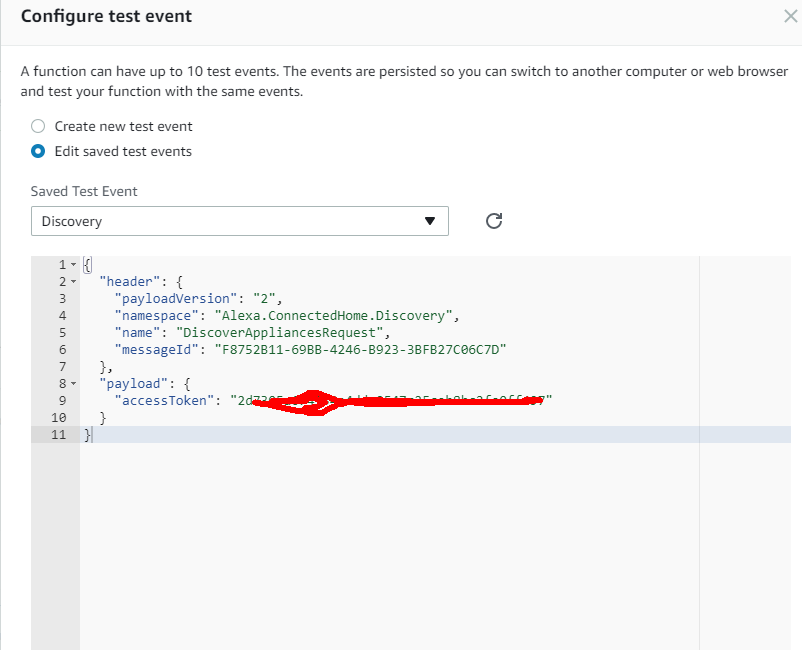 Configure test event
A function can have up to 10 test events. The events are persisted so you can switch to another computer or web browser
and test your function with the same events.
Create new test event
Edit saved test events
Saved Test Event
Discovery
1 {
2 "header": {
3 "payloadVersion": "2",
4 "namespace": "Alexa.ConnectedHome.Discovery",
5 "name": "DiscoverAppliancesRequest",
6 "messageId": "F8752B11-69BB-4246-B923-3BFB27C06C7D"
7 },
8 "payload": {
9 "accessToken":
10 }
11 }